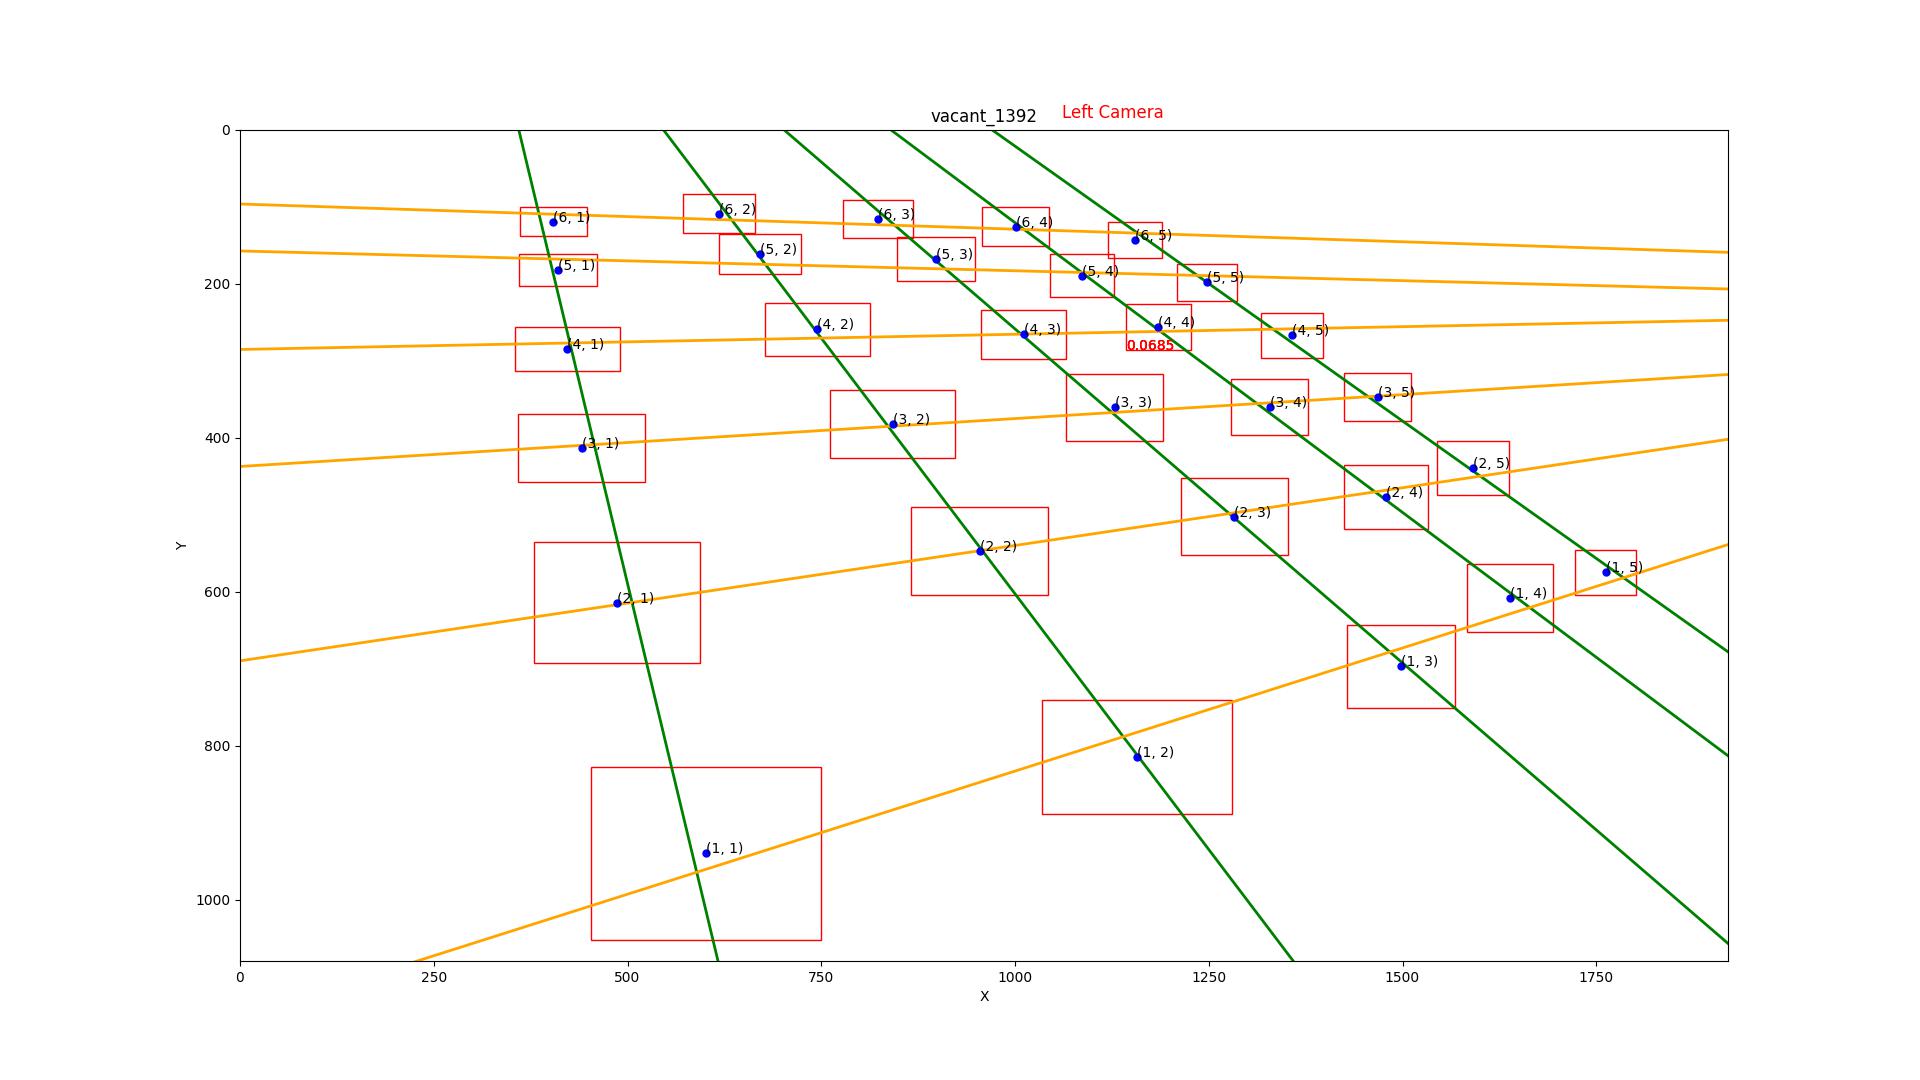 vacant_1392 Left Camera
0
(6, 1) (6, 2) (6, 3) (6, 4) (6, 5)
(5, 1) (5, 2) (5, 3) (5, 4) (5, 5)
200
(4, 1) (4, 2) (4, 3) (4, 4) (4, 5)
0.0685
(3, 1) (3, 2) (3, 3) (3, 4) (3, 5)
400
(2, 1) (2, 2) (2, 3) (2, 4) (2, 5)
Y
600
(1, 1) (1, 2) (1, 3) (1, 4) (1, 5)
800
1000
0 250 500 750 1000 1250 1500 1750
X